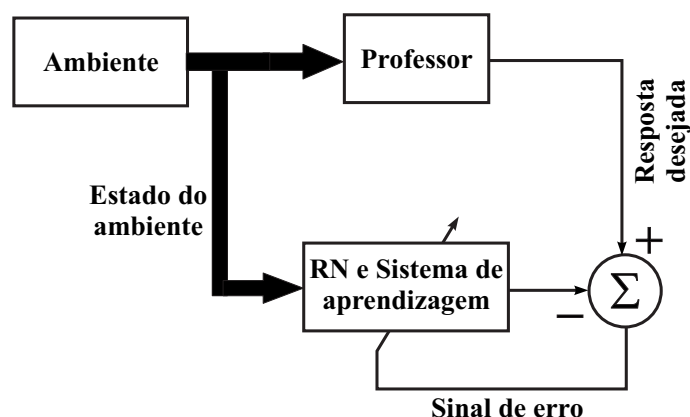 Ambiente
Professor
Resposta
desejada
Estado do
ambiente
RN e Sistema de
aprendizagem
+
−
Σ
Sinal de erro